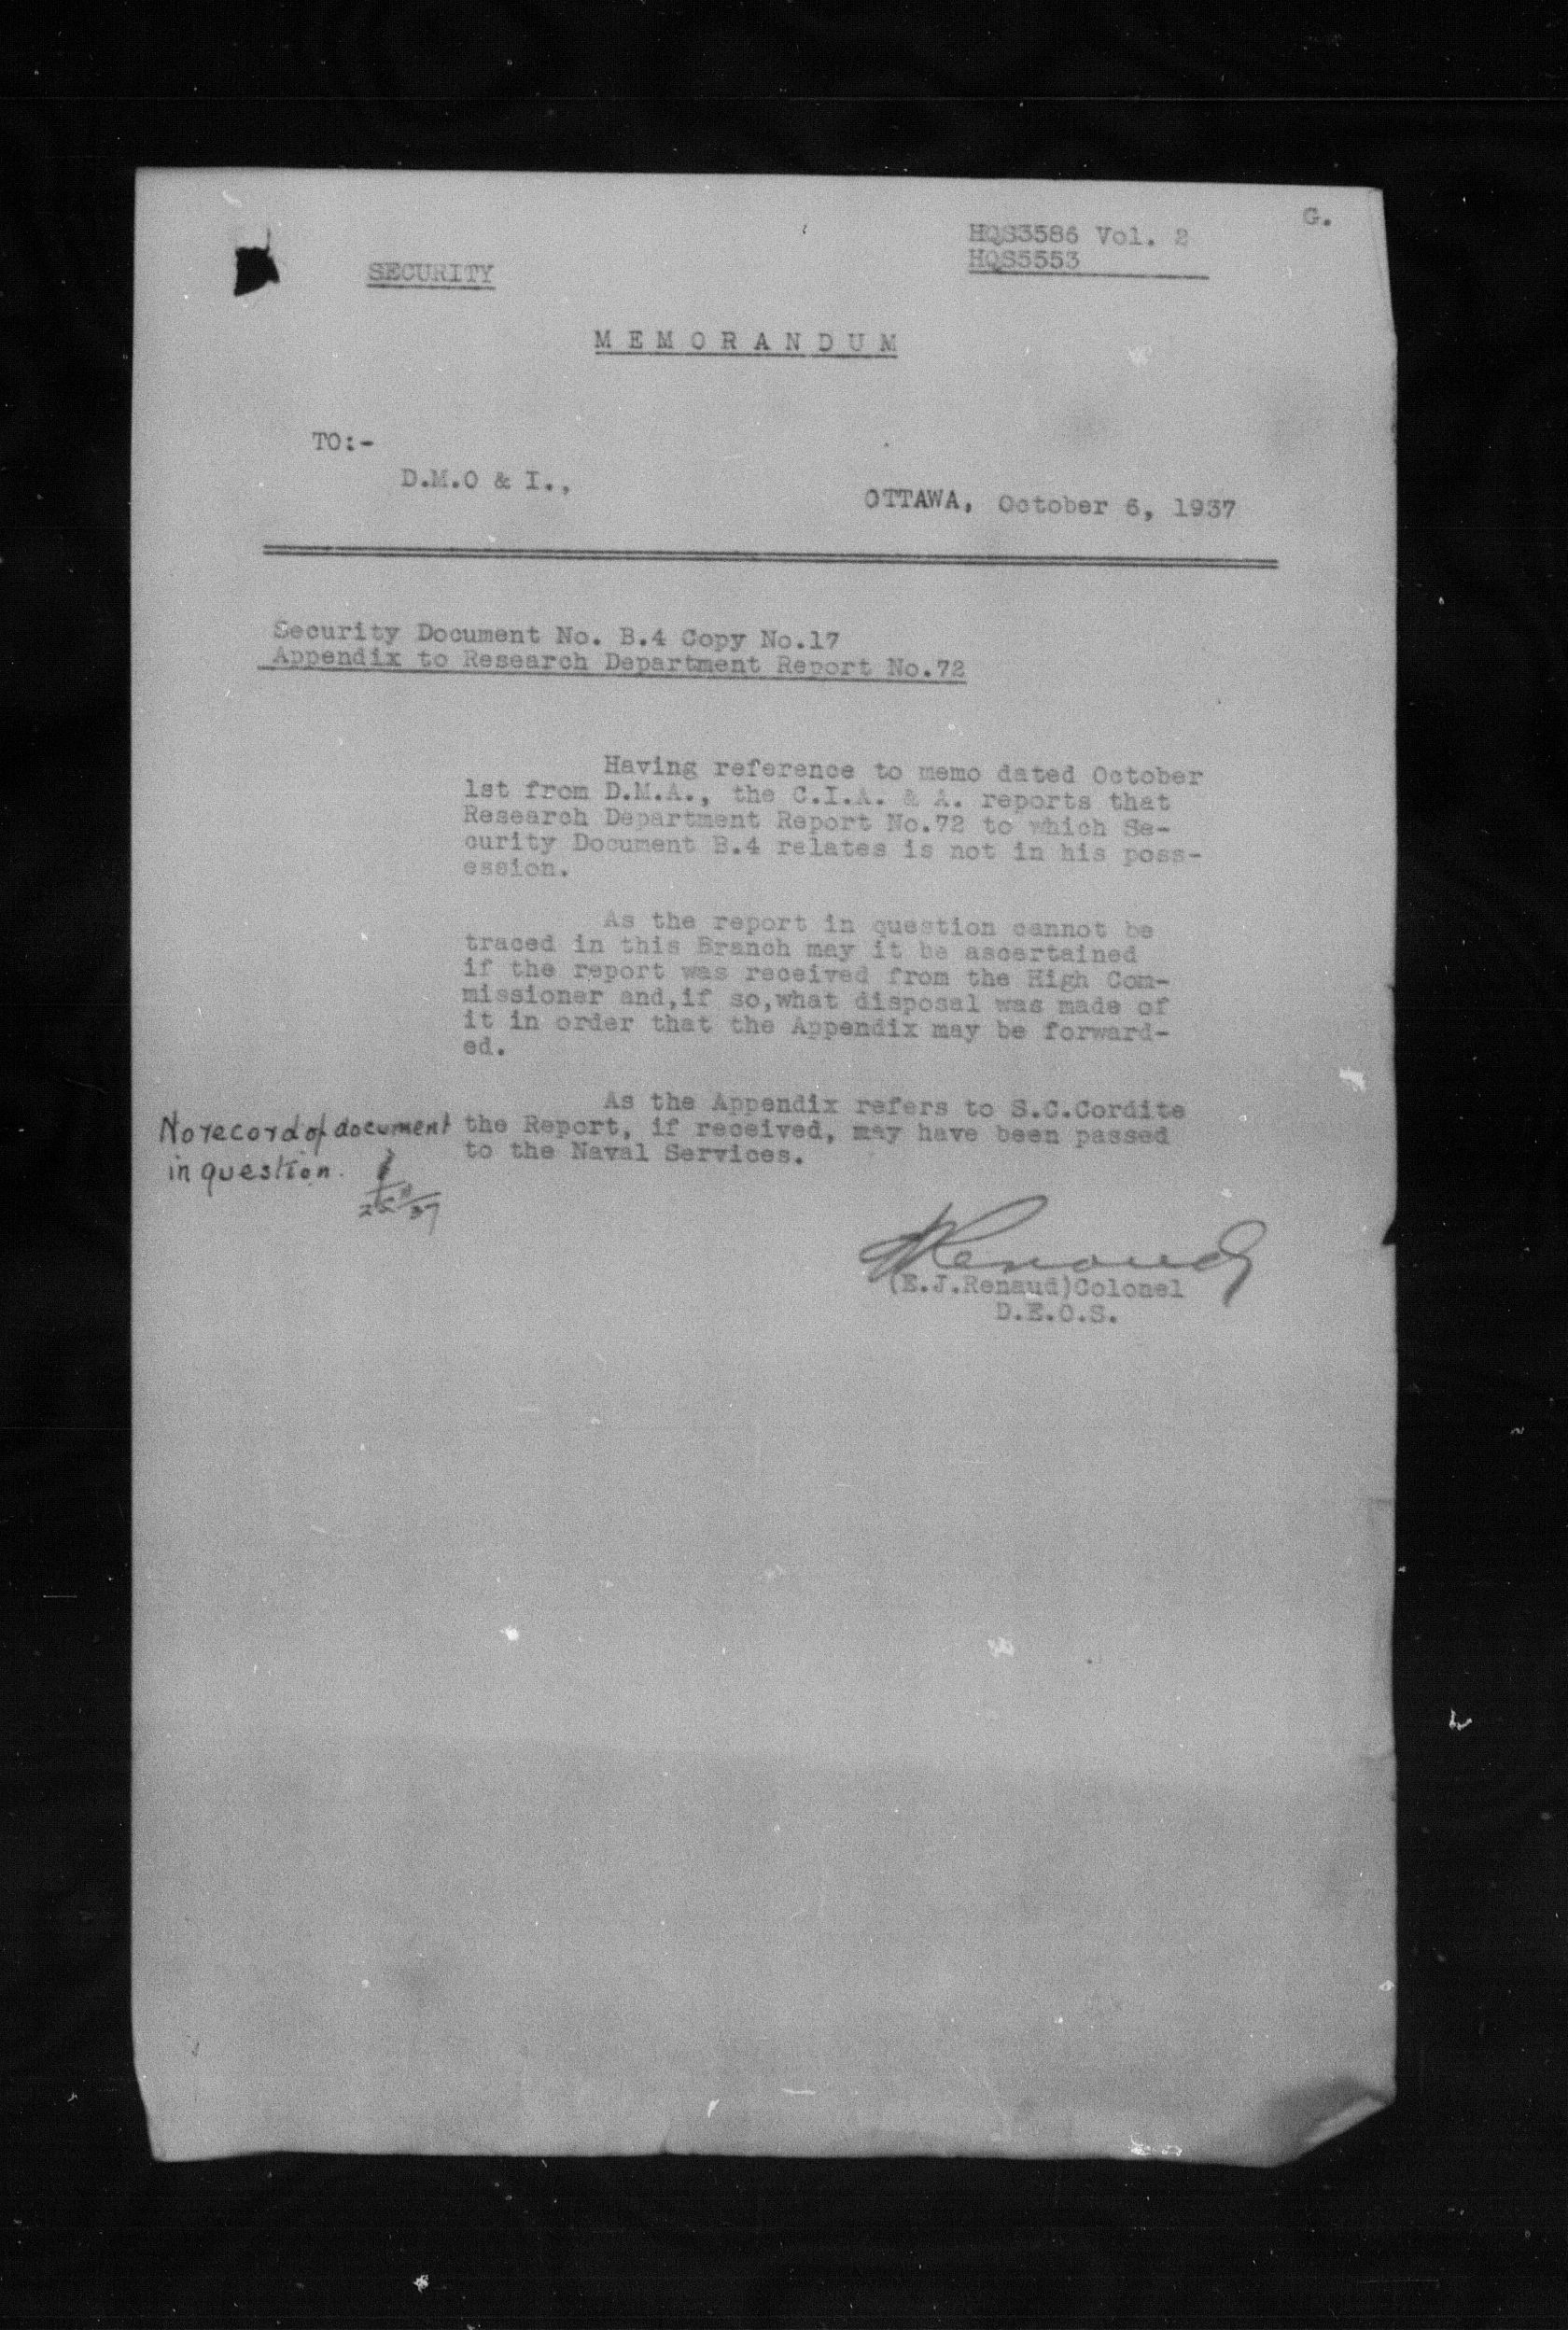 G.
HQS3586 Vol. 2
HQS5553
SECURITY
M E M O R A N D U M
TO:-
D.M.O & I.,
OTTAWA, October 6, 1937
Security Document No. B.4 Copy No.17
Appendix to Research Department Report No.72
Having reference to memo dated October
1st from D.M.A., the C.I.A. & A. reports that
Research Department Report No.72 to which Se-
curity Document B.4 relates is not in his poss-
ession.
As the report in question cannot be
traced in this Branch may it be ascertained
if the report was received from the High Com-
missioner and,if so,what disposal was made of
it in order that the Appendix may be forward-
ed.
As the Appendix refers to S.C.Cordite
the Report, if received, may have been passed
to the Naval Services.
No record of document
in question.
Renaud
(E.J.Renaud)Colonel
D.E.O.S.